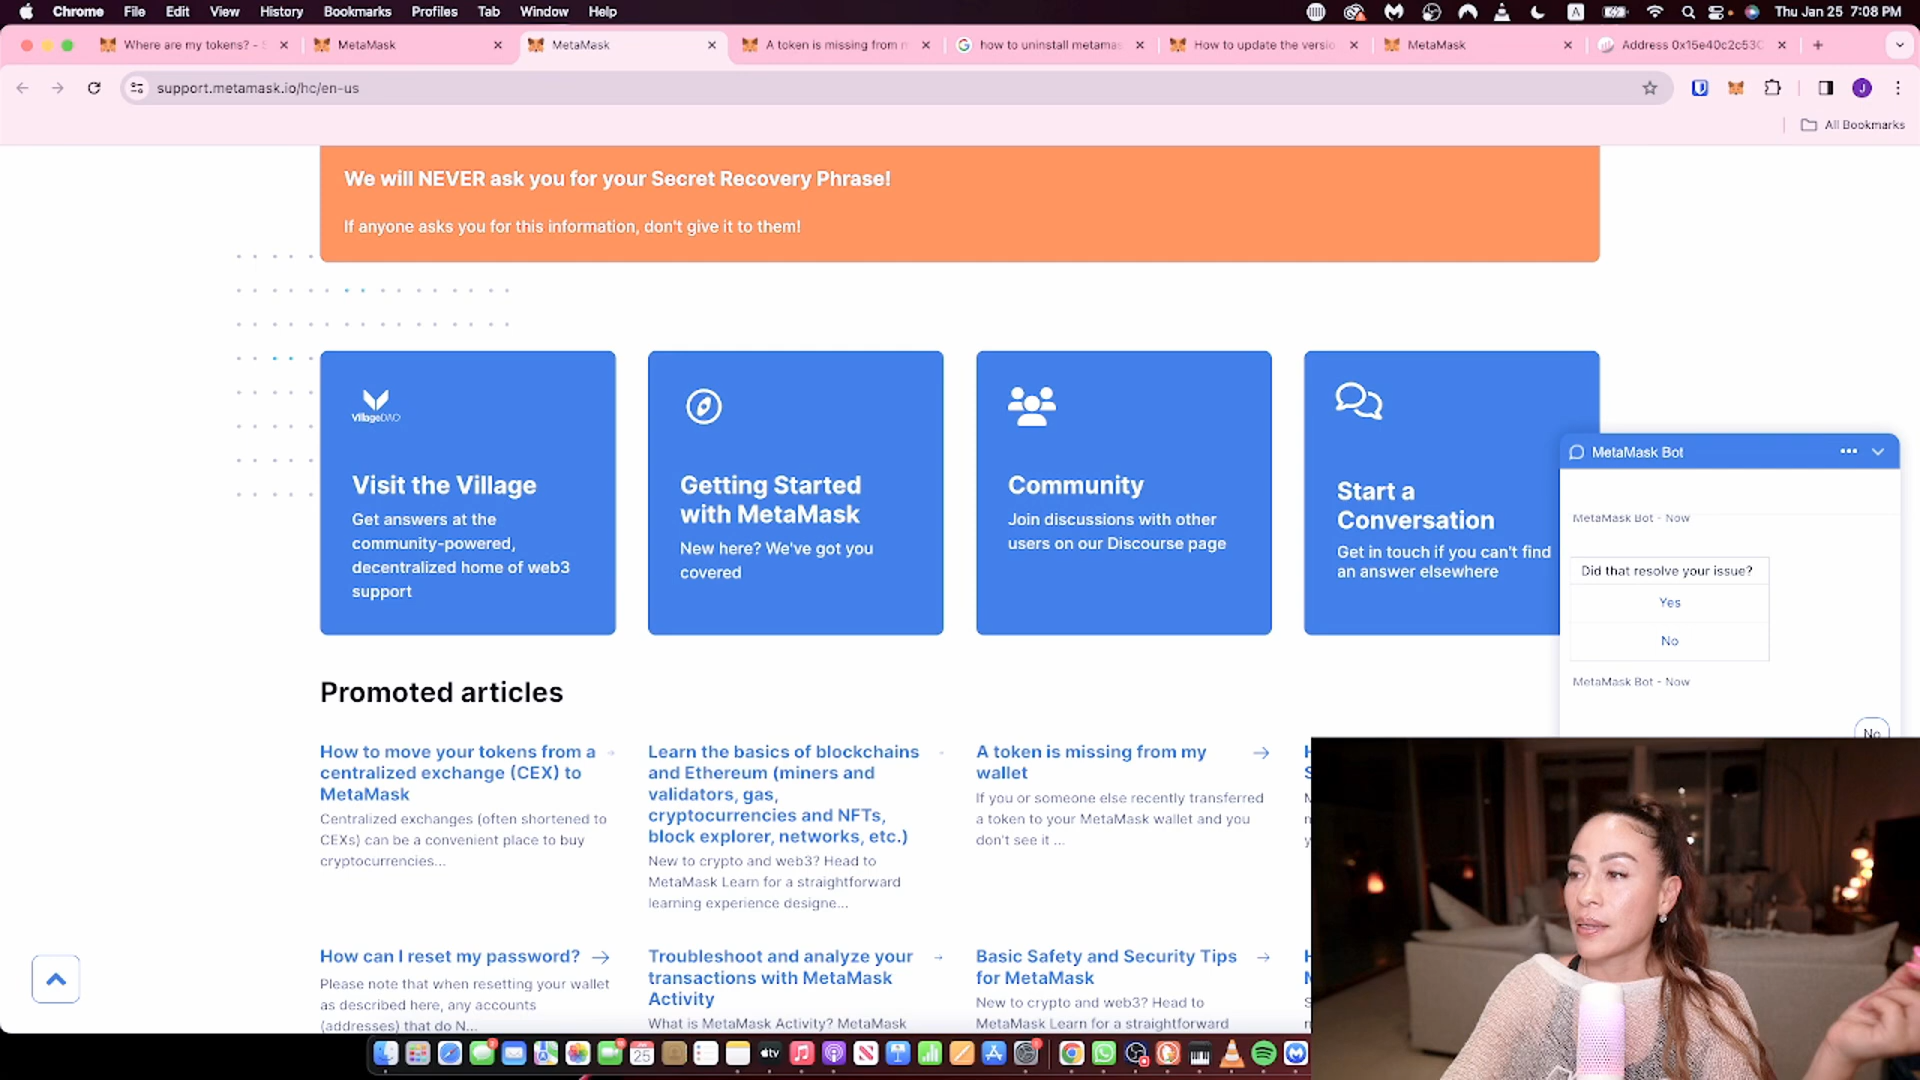 Chrome File Edit View History Bookmarks Profiles Tab Window Help
A
Thu Jan 25 7:08 PM
Where are my tokens? - S
MetaMask
MetaMask
A token is missing from m
how to uninstall metamas
How to update the versio
MetaMask
Address 0x15e40c2c53C
support.metamask.io/hc/en-us
J
All Bookmarks
We will NEVER ask you for your Secret Recovery Phrase!
If anyone asks you for this information, don't give it to them!
VillageDAO
Visit the Village
Get answers at the
community-powered,
decentralized home of web3
support
Getting Started
with MetaMask
New here? We've got you
covered
Community
Join discussions with other
users on our Discourse page
Start a
Conversation
Get in touch if you can't find
an answer elsewhere
MetaMask Bot
MetaMask Bot - Now
Did that resolve your issue?
Yes
No
MetaMask Bot - Now
No
Promoted articles
How to move your tokens from a
centralized exchange (CEX) to
MetaMask
Centralized exchanges (often shortened to
CEXs) can be a convenient place to buy
cryptocurrencies...
Learn the basics of blockchains
and Ethereum (miners and
validators, gas,
cryptocurrencies and NFTs,
block explorer, networks, etc.)
New to crypto and web3? Head to
MetaMask Learn for a straightforward
learning experience designe...
A token is missing from my
wallet
If you or someone else recently transferred
a token to your MetaMask wallet and you
don't see it ...
How can I reset my password?
Please note that when resetting your wallet
as described here, any accounts
(addresses) that do N...
Troubleshoot and analyze your
transactions with MetaMask
Activity
What is MetaMask Activity? MetaMask
Basic Safety and Security Tips
for MetaMask
New to crypto and web3? Head to
MetaMask Learn for a straightforward
25
tv